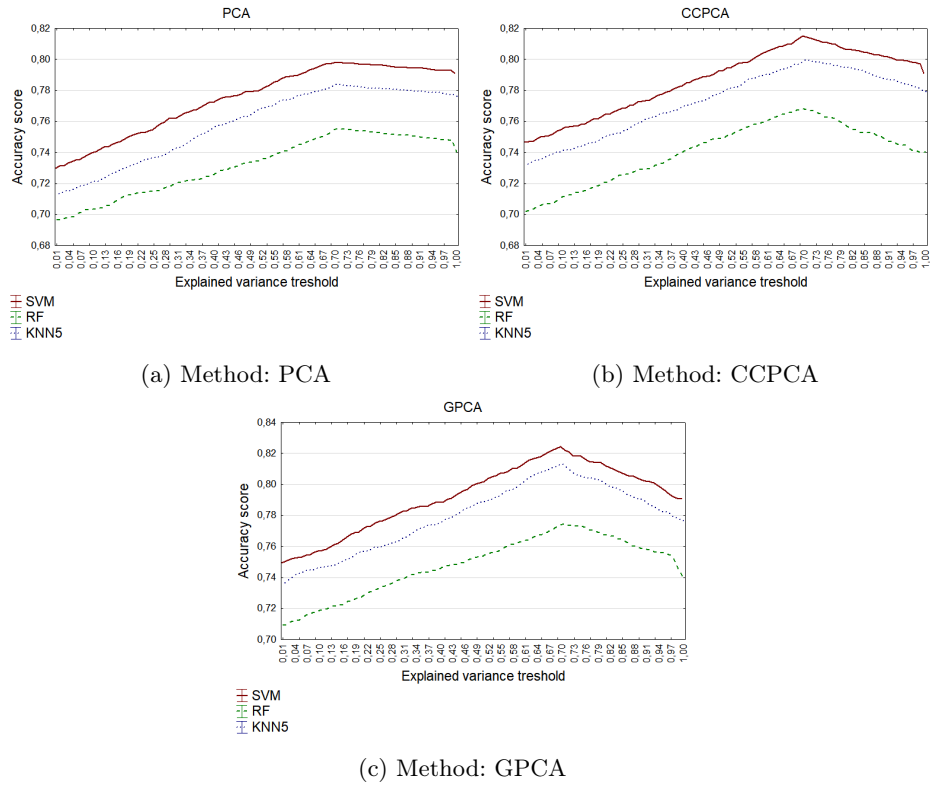 PCA
0,82
0,80
0,78
0,76
0,74
0,72
0,70
0,68
Accuracy score
0,01 0,04 0,07 0,10 0,13 0,16 0,19 0,22 0,25 0,28 0,31 0,34 0,37 0,40 0,43 0,46 0,49 0,52 0,55 0,58 0,61 0,64 0,67 0,70 0,73 0,76 0,79 0,82 0,85 0,88 0,91 0,94 0,97 1,00
Explained variance treshold
SVM
RF
KNN5
(a) Method: PCA
CCPCA
0,82
0,80
0,78
0,76
0,74
0,72
0,70
0,68
Accuracy score
0,01 0,04 0,07 0,10 0,13 0,16 0,19 0,22 0,25 0,28 0,31 0,34 0,37 0,40 0,43 0,46 0,49 0,52 0,55 0,58 0,61 0,64 0,67 0,70 0,73 0,76 0,79 0,82 0,85 0,88 0,91 0,94 0,97 1,00
Explained variance treshold
SVM
RF
KNN5
(b) Method: CCPCA
GPCA
0,84
0,82
0,80
0,78
0,76
0,74
0,72
0,70
Accuracy score
0,01 0,04 0,07 0,10 0,13 0,16 0,19 0,22 0,25 0,28 0,31 0,34 0,37 0,40 0,43 0,46 0,49 0,52 0,55 0,58 0,61 0,64 0,67 0,70 0,73 0,76 0,79 0,82 0,85 0,88 0,91 0,94 0,97 1,00
Explained variance treshold
SVM
RF
KNN5
(c) Method: GPCA